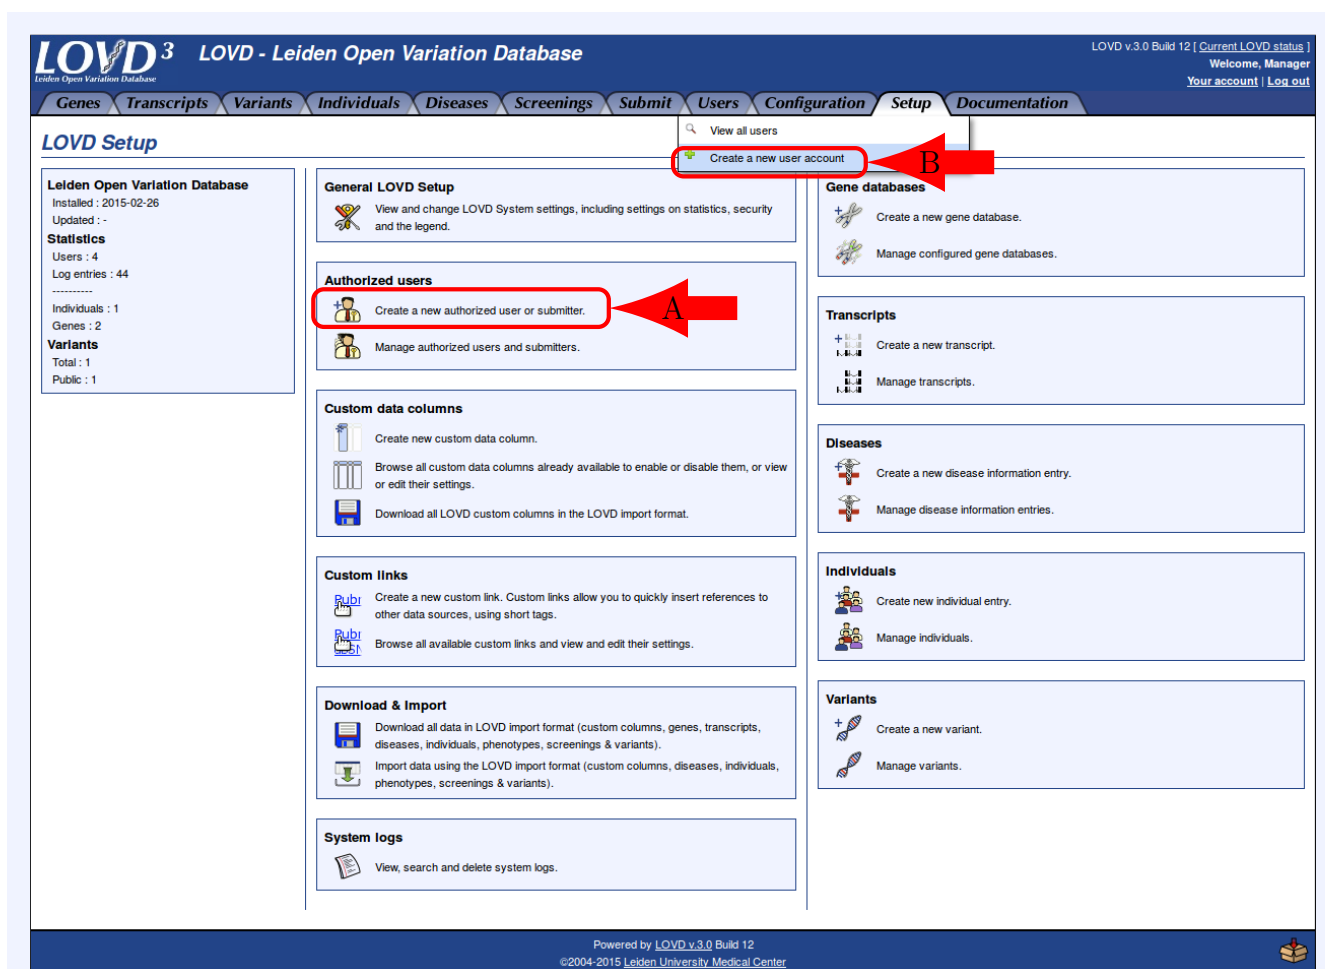 LOVD 3
Leiden Open Variation Database
LOVD - Leiden Open Variation Database
LOVD v.3.0 Build 12 [ Current LOVD status ]
Welcome, Manager
Your account | Log out
Genes Transcripts Variants Individuals Diseases Screenings Submit Users Configuration Setup Documentation
View all users
Create a new user account
B
LOVD Setup
Leiden Open Variation Database
Installed : 2015-02-26
Updated : -
Statistics
Users : 4
Log entries : 44
----------
Individuals : 1
Genes : 2
Variants
Total : 1
Public : 1
General LOVD Setup
View and change LOVD System settings, including settings on statistics, security
and the legend.
Authorized users
Create a new authorized user or submitter.
A
Manage authorized users and submitters.
Custom data columns
Create new custom data column.
Browse all custom data columns already available to enable or disable them, or view
or edit their settings.
Download all LOVD custom columns in the LOVD import format.
Custom links
Create a new custom link. Custom links allow you to quickly insert references to
other data sources, using short tags.
Browse all available custom links and view and edit their settings.
Download & Import
Download all data in LOVD import format (custom columns, genes, transcripts,
diseases, individuals, phenotypes, screenings & variants).
Import data using the LOVD import format (custom columns, diseases, individuals,
phenotypes, screenings & variants).
System logs
View, search and delete system logs.
Gene databases
Create a new gene database.
Manage configured gene databases.
Transcripts
Create a new transcript.
Manage transcripts.
Diseases
Create a new disease information entry.
Manage disease information entries.
Individuals
Create new individual entry.
Manage individuals.
Variants
Create a new variant.
Manage variants.
Powered by LOVD v.3.0 Build 12
©2004-2015 Leiden University Medical Center